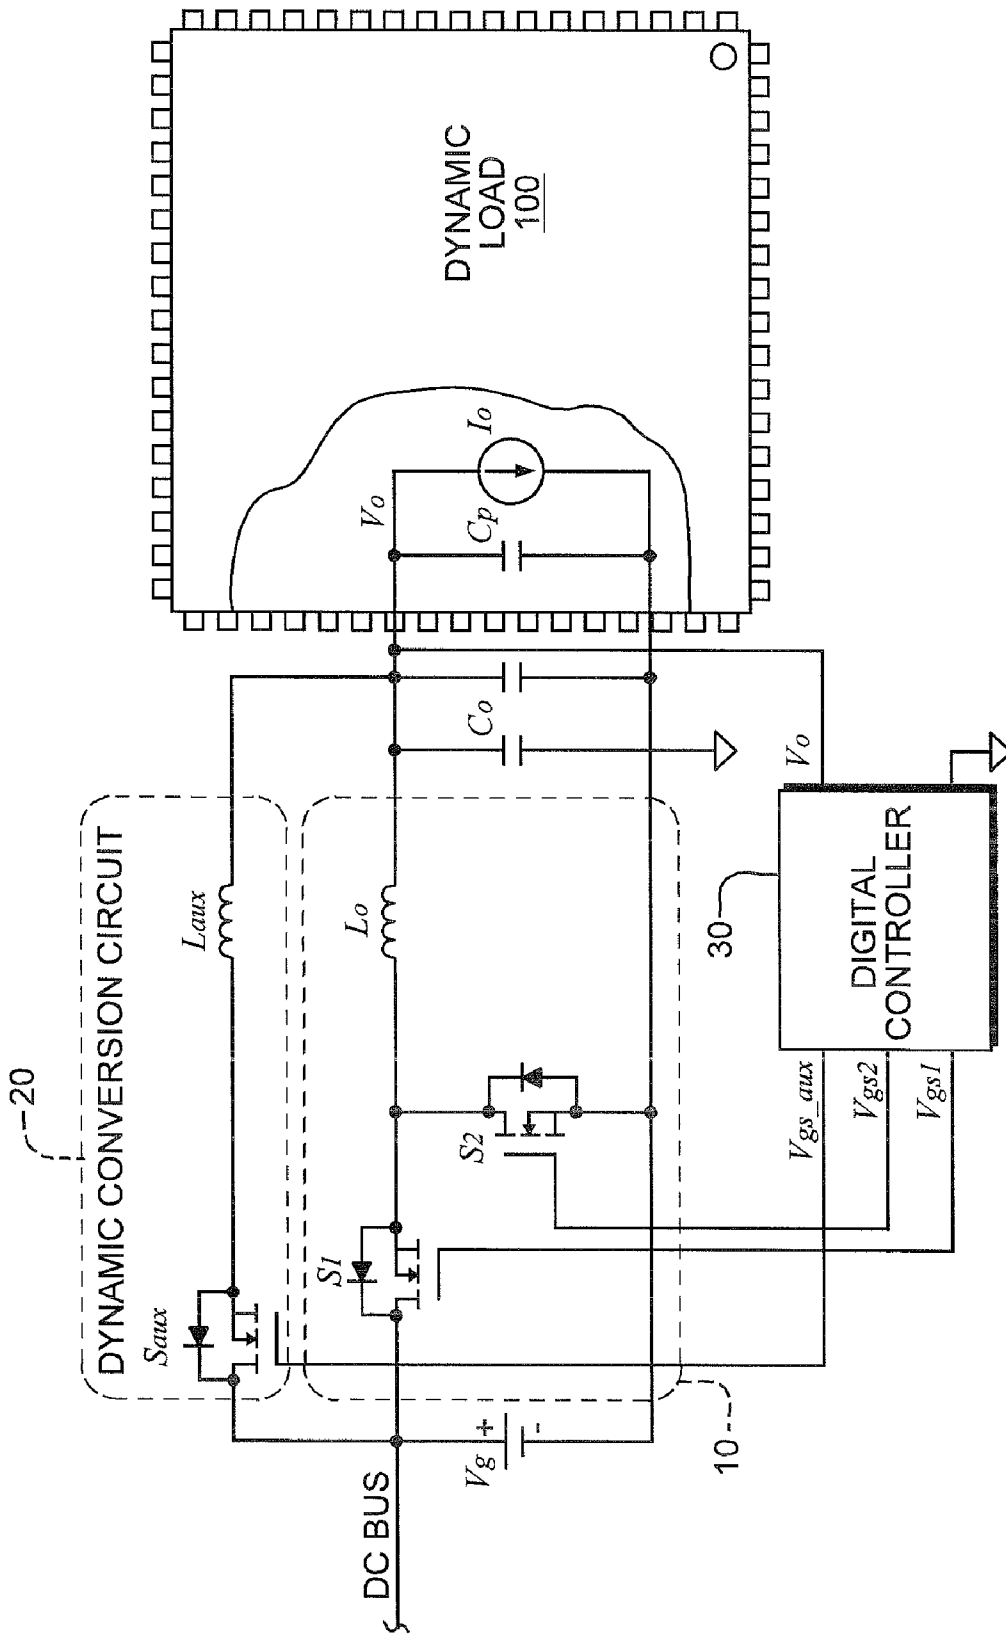 20
DYNAMIC CONVERSION CIRCUIT
Saux
Laux
DC BUS
Vg
+
-
S1
S2
Lo
Co
10
Vo
Cp
Io
DYNAMIC
LOAD
100
Vgs_aux
Vgs2
Vgs1
30
DIGITAL
CONTROLLER
Vo